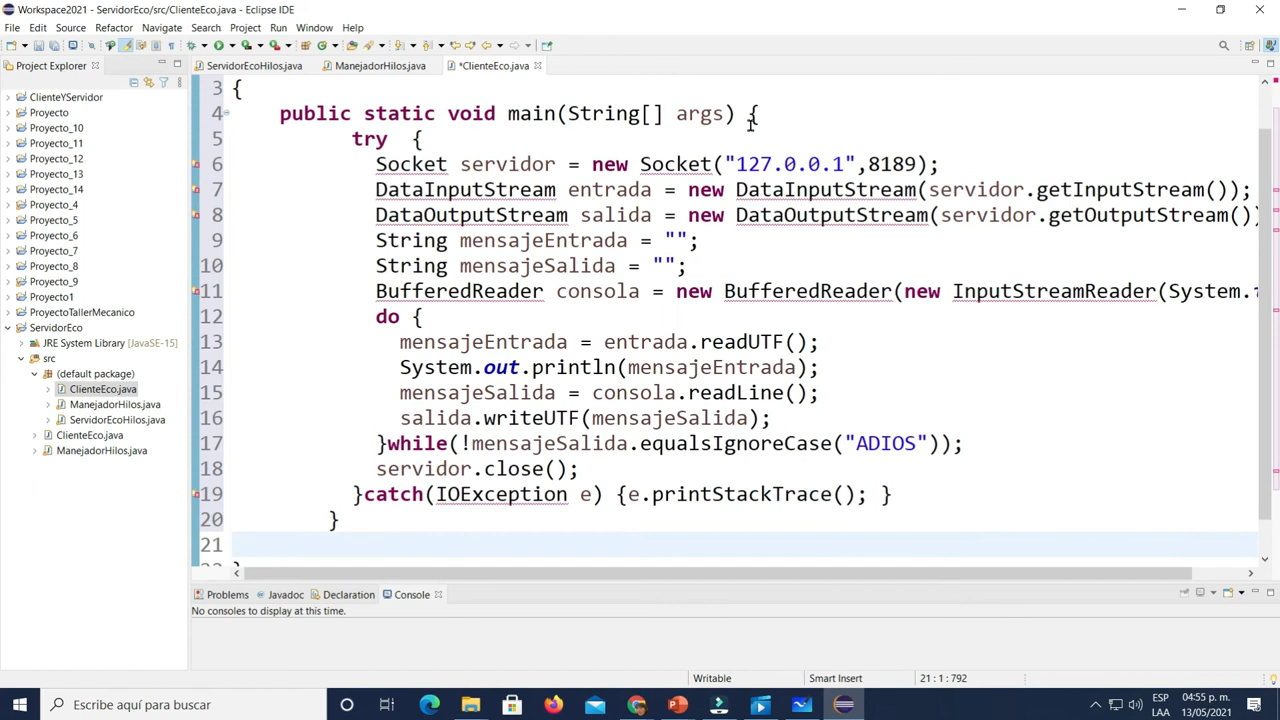 Workspace2021 - ServidorEco/src/ClienteEco.java - Eclipse IDE
File Edit Source Refactor Navigate Search Project Run Window Help
Project Explorer
ServidorEcoHilos.java ManejadorHilos.java *ClienteEco.java
ClienteYServidor
Proyecto
Proyecto_10
Proyecto_11
Proyecto_12
Proyecto_13
Proyecto_14
Proyecto_4
Proyecto_5
Proyecto_6
Proyecto_7
Proyecto_8
Proyecto_9
Proyecto1
ProyectoTallerMecanico
ServidorEco
JRE System Library [JavaSE-15]
src
(default package)
ClienteEco.java
ManejadorHilos.java
ServidorEcoHilos.java
ClienteEco.java
ManejadorHilos.java
3 {
4 public static void main(String[] args) {
5 try {
6 Socket servidor = new Socket("127.0.0.1",8189);
7 DataInputStream entrada = new DataInputStream(servidor.getInputStream());
8 DataOutputStream salida = new DataOutputStream(servidor.getOutputStream())
9 String mensajeEntrada = "";
10 String mensajeSalida = "";
11 BufferedReader consola = new BufferedReader(new InputStreamReader(System.
12 do {
13 mensajeEntrada = entrada.readUTF();
14 System.out.println(mensajeEntrada);
15 mensajeSalida = consola.readLine();
16 salida.writeUTF(mensajeSalida);
17 }while(!mensajeSalida.equalsIgnoreCase("ADIOS"));
18 servidor.close();
19 }catch(IOException e) {e.printStackTrace(); }
20 }
21
22 }
Problems Javadoc Declaration Console
No consoles to display at this time.
Writable Smart Insert 21 : 1 : 792
Escribe aquí para buscar
ESP 04:55 p. m.
LAA 13/05/2021